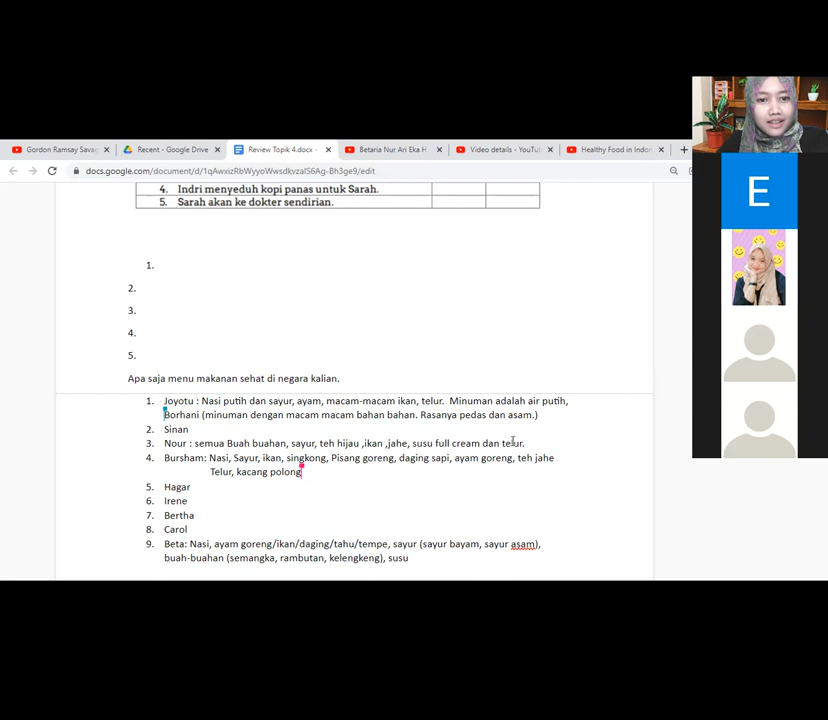 Gordon Ramsay Savag
Recent - Google Drive
Review Topik 4.docx -
Betaria Nur Ari Eka H
Video details - YouTu
Healthy Food in Indon
docs.google.com/document/d/1qAwxizRbWyyoWwsdkvzalS6Ag-Bh3ge9/edit
4. Indri menyeduh kopi panas untuk Sarah.
5. Sarah akan ke dokter sendirian.
1.
2.
3.
4.
5.
Apa saja menu makanan sehat di negara kalian.
1. Joyotu : Nasi putih dan sayur, ayam, macam-macam ikan, telur. Minuman adalah air putih,
Borhani (minuman dengan macam macam bahan bahan. Rasanya pedas dan asam.)
2. Sinan
3. Nour : semua Buah buahan, sayur, teh hijau ,ikan ,jahe, susu full cream dan telur.
4. Bursham: Nasi, Sayur, ikan, singkong, Pisang goreng, daging sapi, ayam goreng, teh jahe
Telur, kacang polong
5. Hagar
6. Irene
7. Bertha
8. Carol
9. Beta: Nasi, ayam goreng/ikan/daging/tahu/tempe, sayur (sayur bayam, sayur asam),
buah-buahan (semangka, rambutan, kelengkeng), susu
E